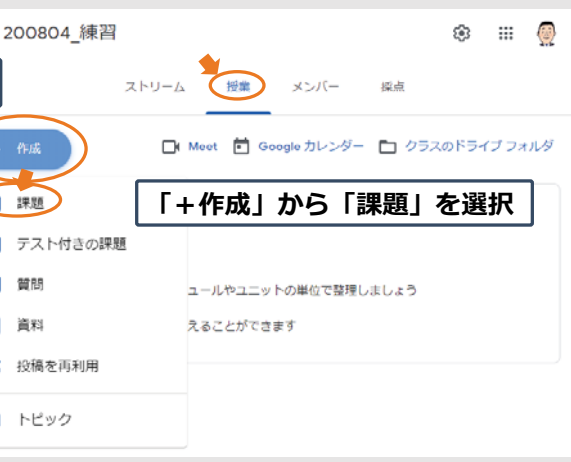 200804_練習
ストリーム 授業 メンバー 採点
作成 Meet Google カレンダー クラスのドライブ フォルダ
課題
「＋作成」から「課題」を選択
テスト付きの課題
質問
ュールやユニットの単位で整理しましょう
資料
えることができます
投稿を再利用
トピック